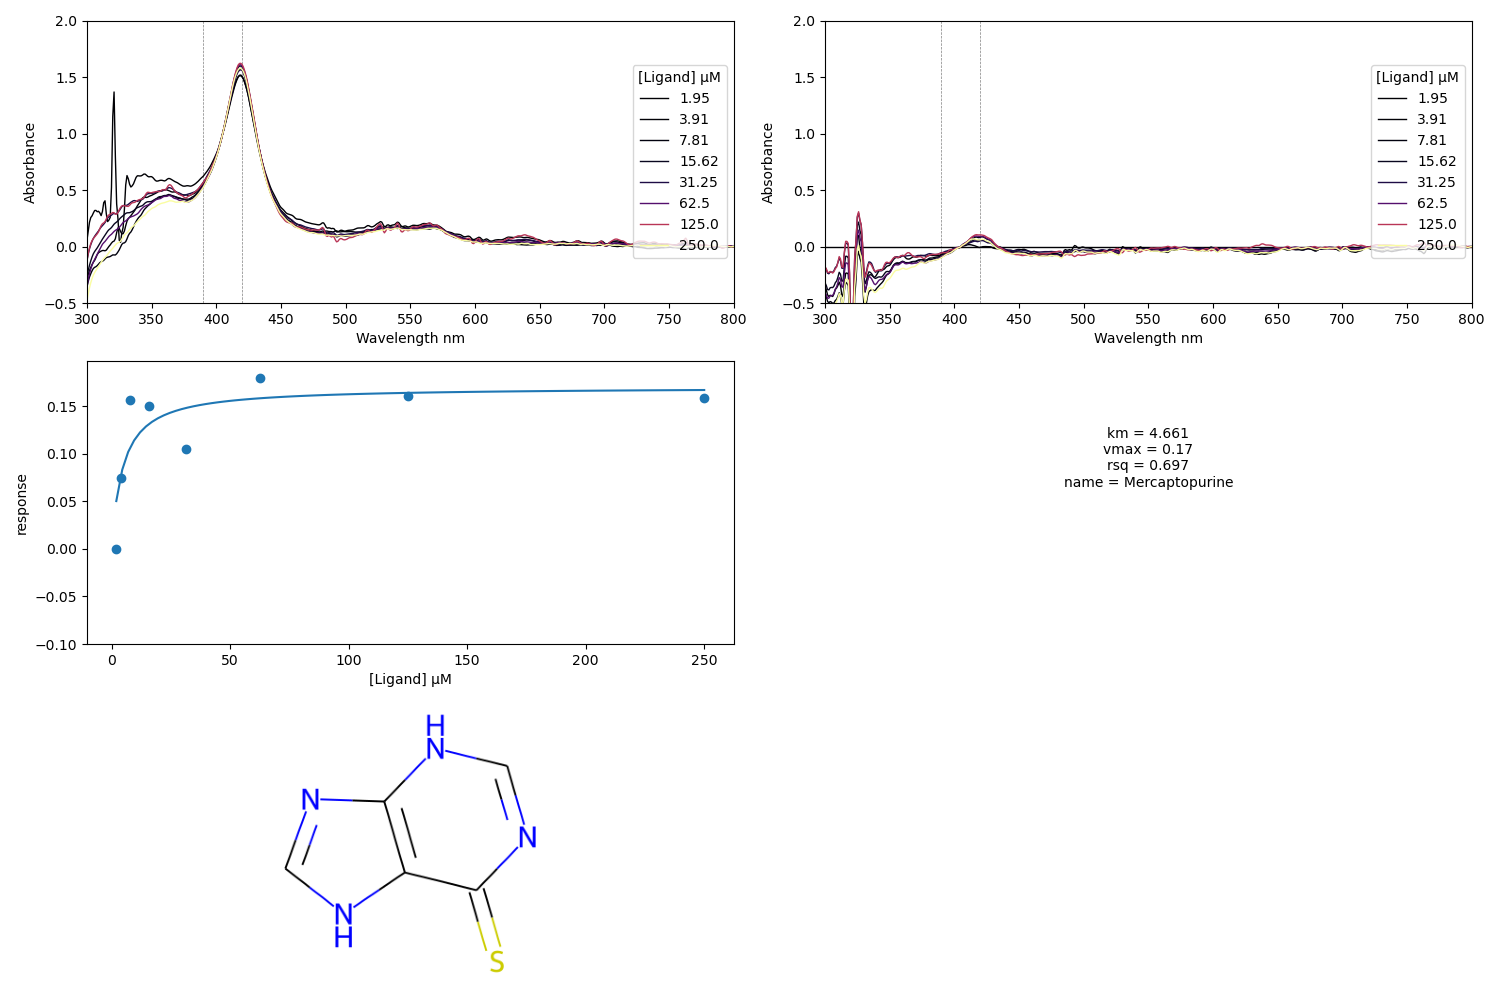 2.0
1.5
1.0
0.5
0.0
−0.5
Absorbance
300 350 400 450 500 550 600 650 700 750 800
Wavelength nm
[Ligand] μM
1.95
3.91
7.81
15.62
31.25
62.5
125.0
250.0
2.0
1.5
1.0
0.5
0.0
−0.5
Absorbance
300 350 400 450 500 550 600 650 700 750 800
Wavelength nm
[Ligand] μM
1.95
3.91
7.81
15.62
31.25
62.5
125.0
250.0
0.15
0.10
0.05
0.00
−0.05
−0.10
response
0 50 100 150 200 250
[Ligand] μM
km = 4.661
vmax = 0.17
rsq = 0.697
name = Mercaptopurine
H
N
N
N
N
H
S